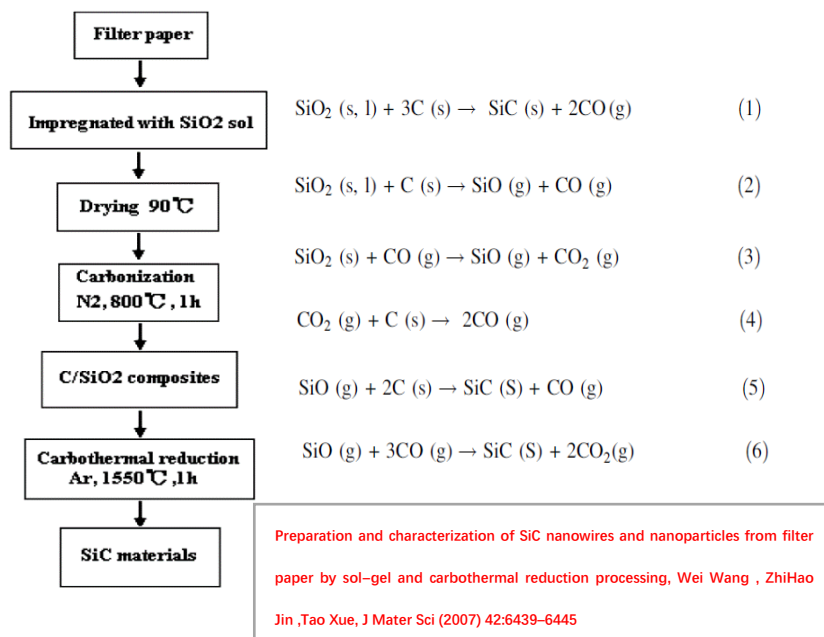 Filter paper
Impregnated with SiO2 sol
Drying 90℃
Carbonization
N2, 800℃, 1h
C/SiO2 composites
Carbothermal reduction
Ar, 1550℃, 1h
SiC materials
SiO₂ (s, l) + 3C (s) → SiC (s) + 2CO (g) (1)
SiO₂ (s, l) + C (s) → SiO (g) + CO (g) (2)
SiO₂ (s) + CO (g) → SiO (g) + CO₂ (g) (3)
CO₂ (g) + C (s) → 2CO (g) (4)
SiO (g) + 2C (s) → SiC (S) + CO (g) (5)
SiO (g) + 3CO (g) → SiC (S) + 2CO₂(g) (6)
Preparation and characterization of SiC nanowires and nanoparticles from filter
paper by sol–gel and carbothermal reduction processing, Wei Wang , ZhiHao
Jin ,Tao Xue, J Mater Sci (2007) 42:6439–6445